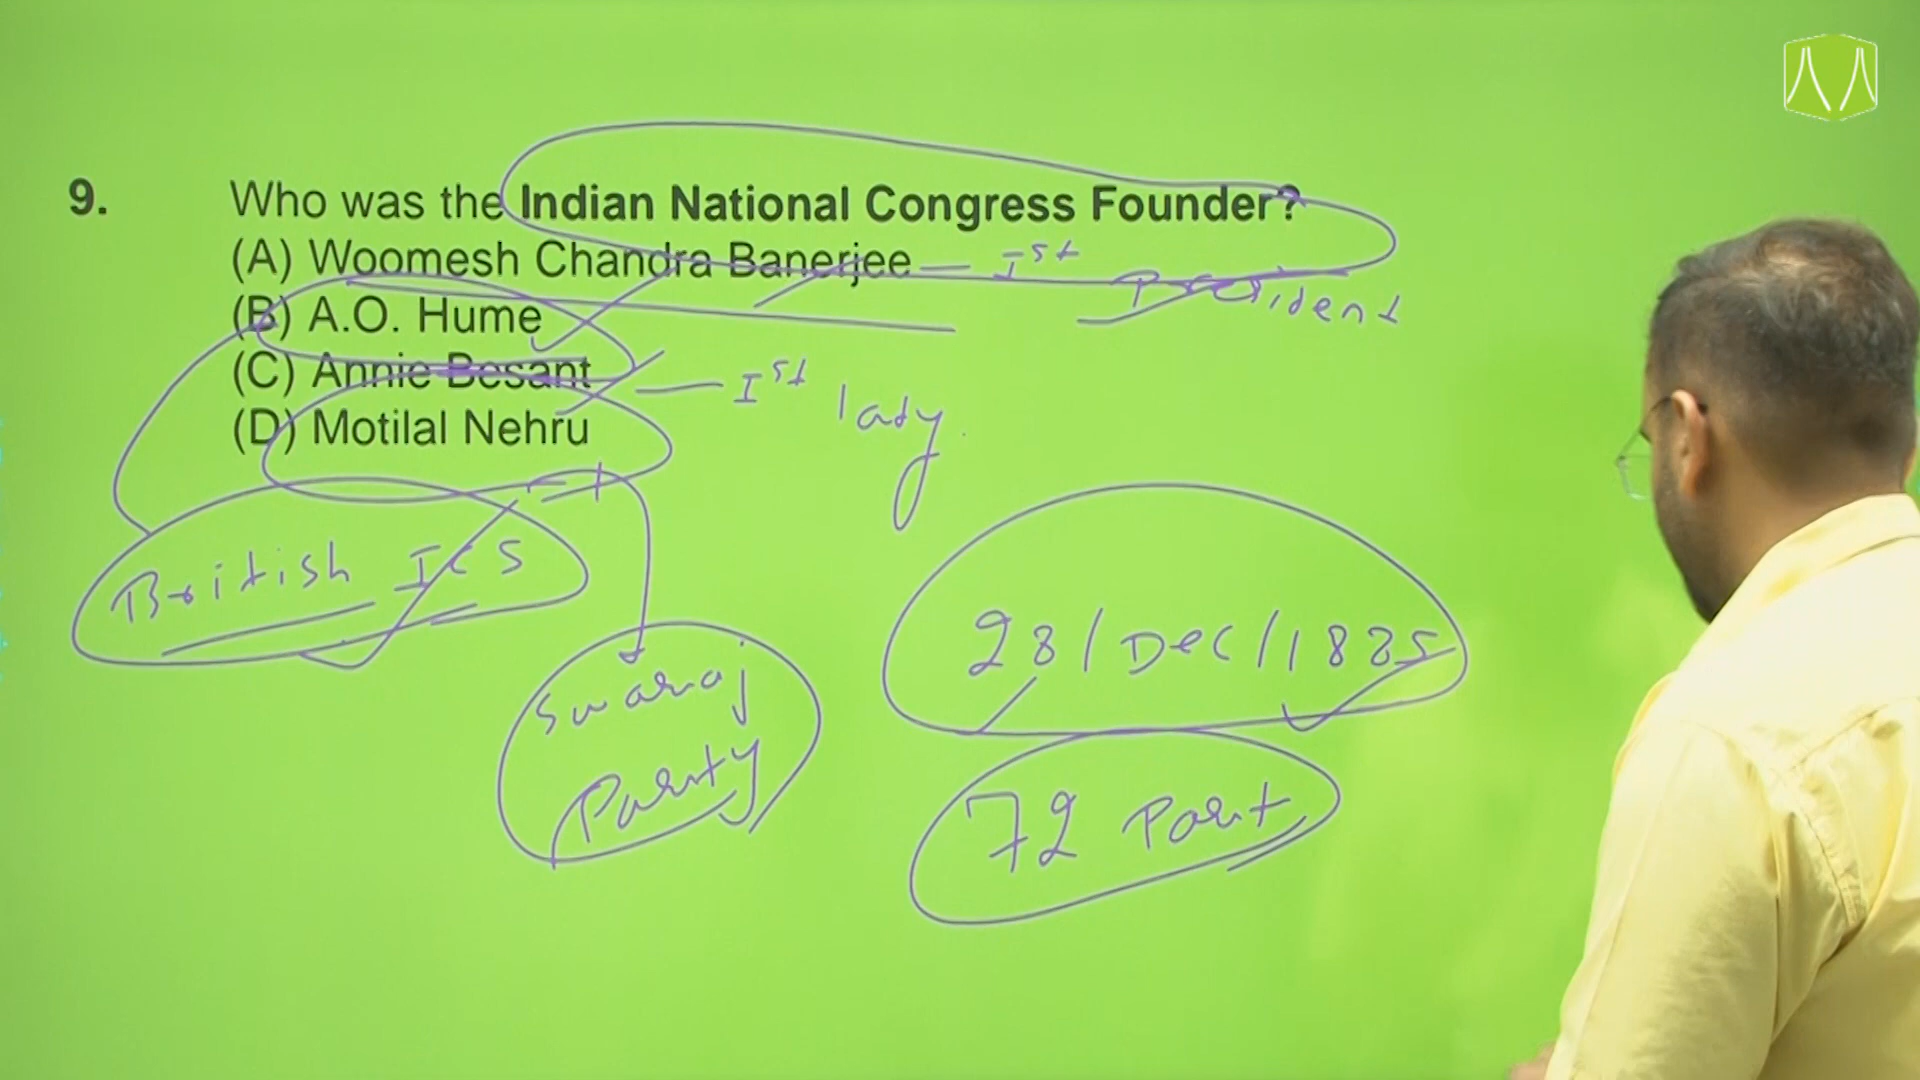 9. Who was the Indian National Congress Founder?
(A) Woomesh Chandra Banerjee — Ist President
(B) A.O. Hume
(C) Annie Besant — Ist lady.
(D) Motilal Nehru
British ICS
Swaraj
Party
28/Dec/1885
72 Part